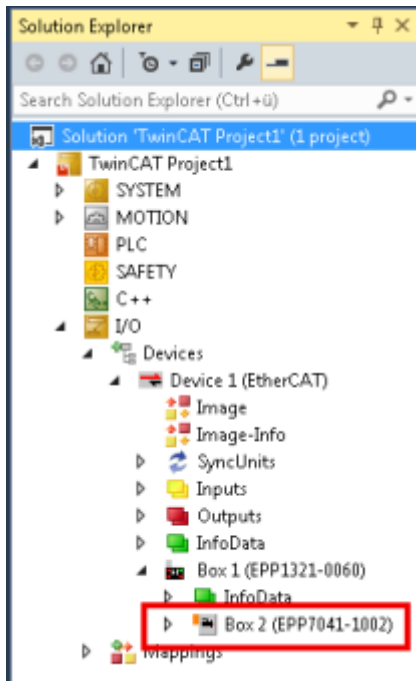 Solution Explorer
Search Solution Explorer (Ctrl+ü)
Solution 'TwinCAT Project1' (1 project)
TwinCAT Project1
SYSTEM
MOTION
PLC
SAFETY
C++
I/O
Devices
Device 1 (EtherCAT)
Image
Image-Info
SyncUnits
Inputs
Outputs
InfoData
Box 1 (EPP1321-0060)
InfoData
Box 2 (EPP7041-1002)
Mappings